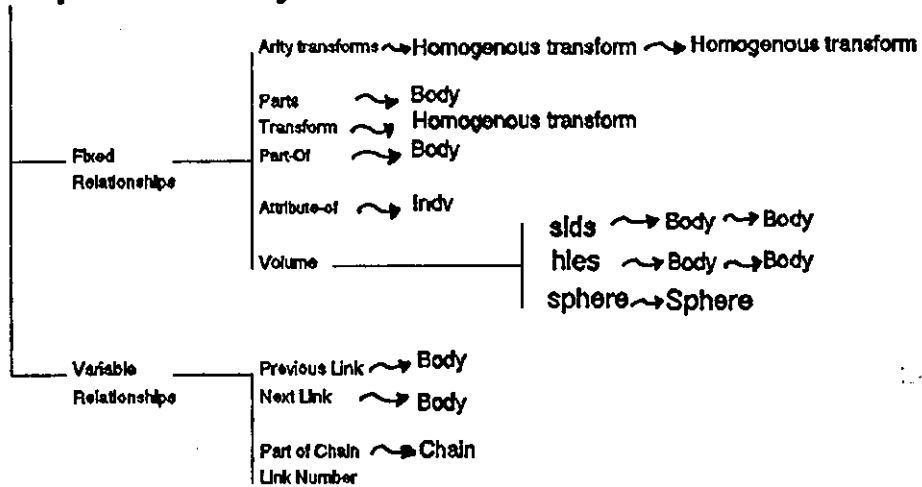 Arity transforms Homogenous transform Homogenous transform
Parts Body
Transform Homogenous transform
Fixed Relationships
Part-Of Body
Attribute-of Indv
Volume
slds Body Body
hles Body Body
sphere Sphere
Variable Relationships
Previous Link Body
Next Link Body
Part of Chain Chain
Link Number